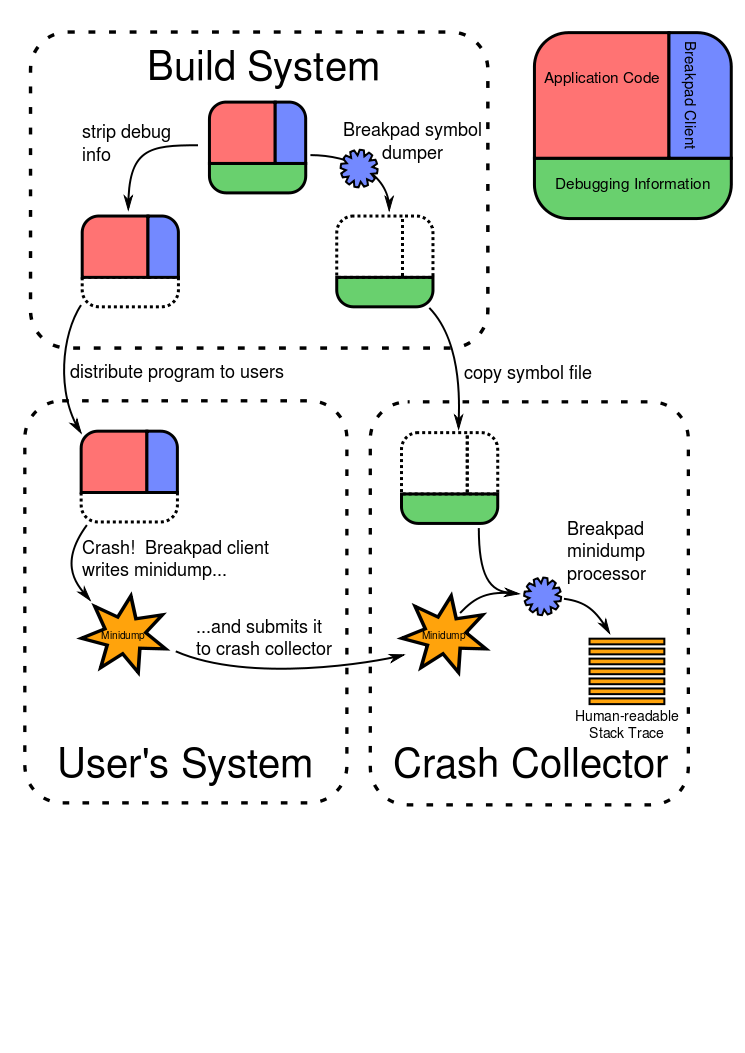 Build System
strip debug
info
Breakpad symbol
dumper
Application Code
Breakpad Client
Debugging Information
distribute program to users
copy symbol file
Crash!  Breakpad client
writes minidump...
Minidump
...and submits it
to crash collector
Minidump
Breakpad
minidump
processor
Human-readable
Stack Trace
User's System
Crash Collector